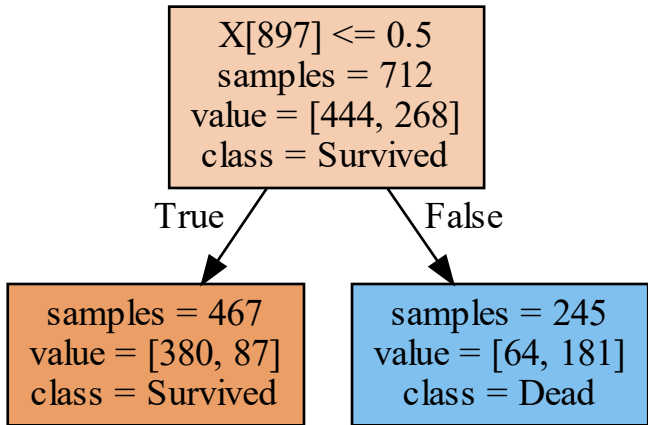 X[897] <= 0.5
samples = 712
value = [444, 268]
class = Survived
True
False
samples = 467
value = [380, 87]
class = Survived
samples = 245
value = [64, 181]
class = Dead